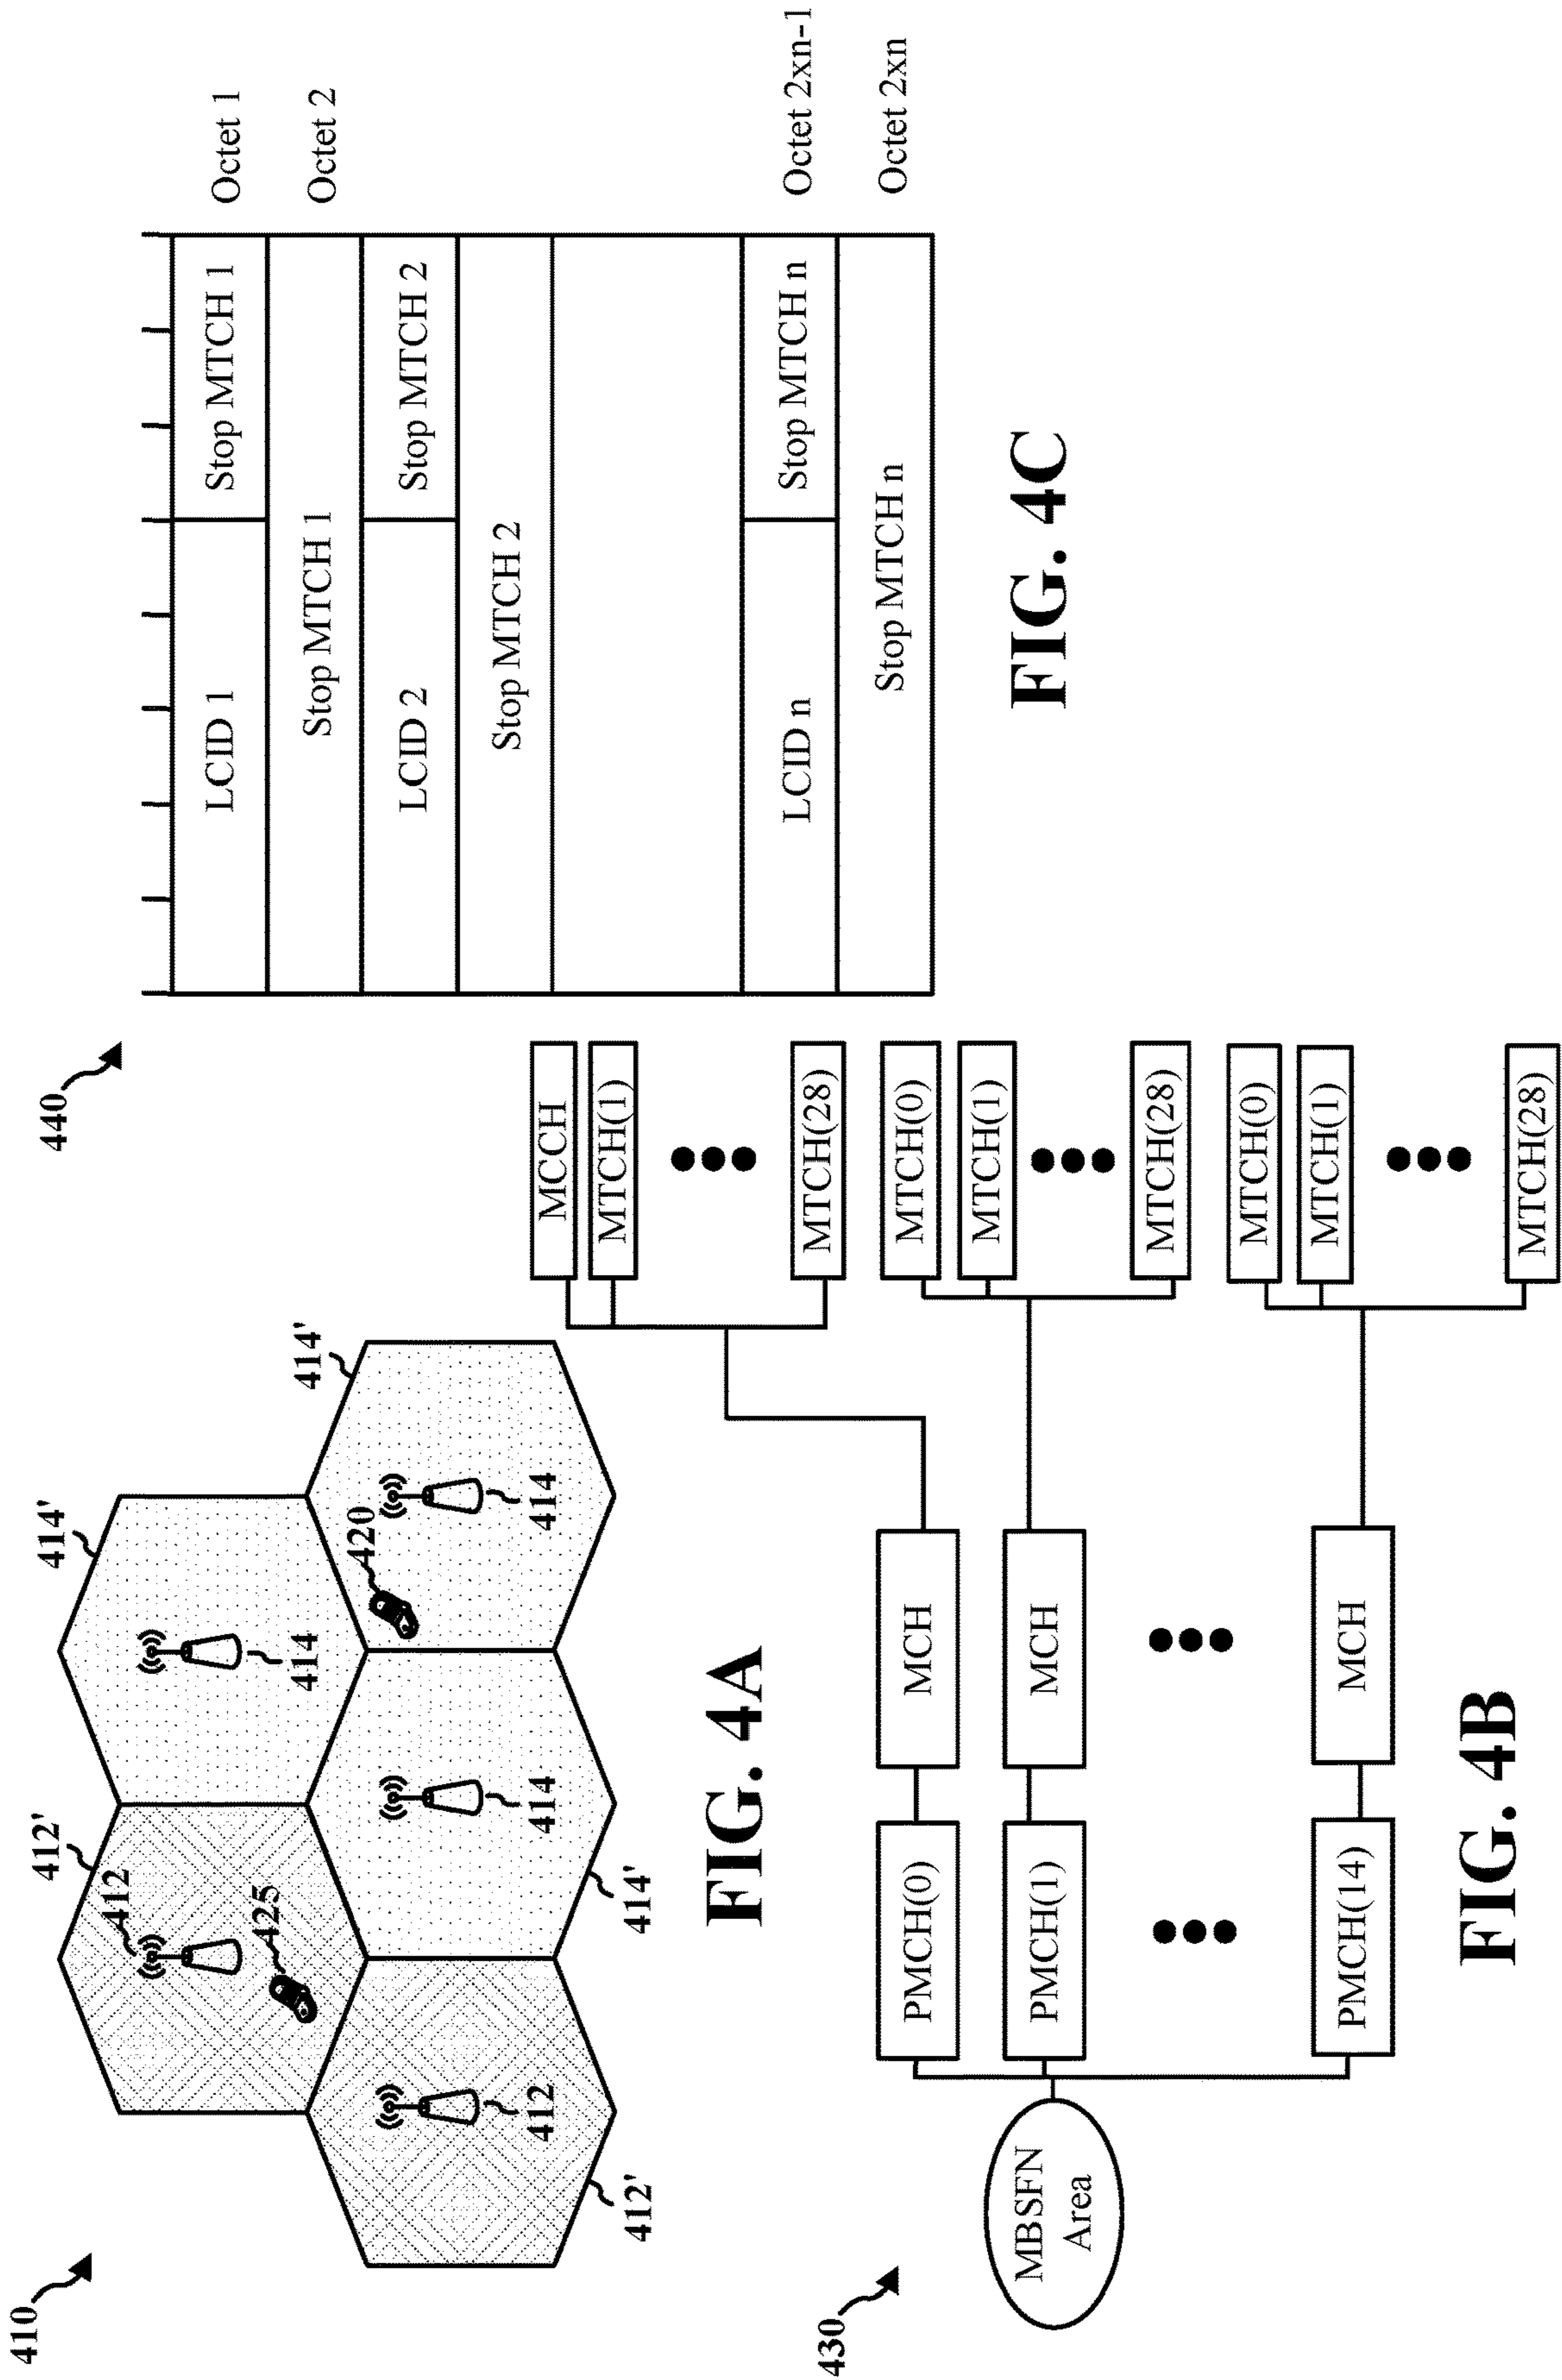 410
412'
412'
414'
414'
412
425
414
420
412
414
414
412'
414'
FIG. 4A
430
MBSFN
Area
PMCH(0)
MCH
PMCH(1)
MCH
PMCH(14)
MCH
MCCH
MTCH(1)
MTCH(28)
MTCH(0)
MTCH(1)
MTCH(28)
MTCH(0)
MTCH(1)
MTCH(28)
FIG. 4B
440
LCID 1 Stop MTCH 1 Octet 1
Stop MTCH 1 Octet 2
LCID 2 Stop MTCH 2
Stop MTCH 2
LCID n Stop MTCH n Octet 2xn-1
Stop MTCH n Octet 2xn
FIG. 4C